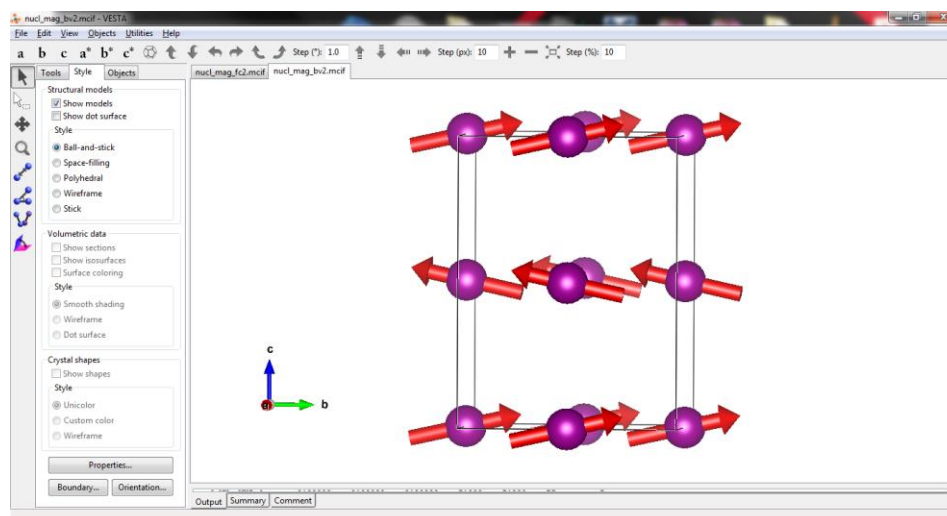 nucl_mag_bv2.mcif - VESTA
File Edit View Objects Utilities Help
a b c a* b* c* Step (°): 1.0 Step (px): 10 Step (%): 10
Tools Style Objects
nucl_mag_fc2.mcif nucl_mag_bv2.mcif
Structural models
Show models
Show dot surface
Style
Ball-and-stick
Space-filling
Polyhedral
Wireframe
Stick
Volumetric data
Show sections
Show isosurfaces
Surface coloring
Style
Smooth shading
Wireframe
Dot surface
Crystal shapes
Show shapes
Style
Unicolor
Custom color
Wireframe
Properties...
Boundary... Orientation...
c
b
Output Summary Comment